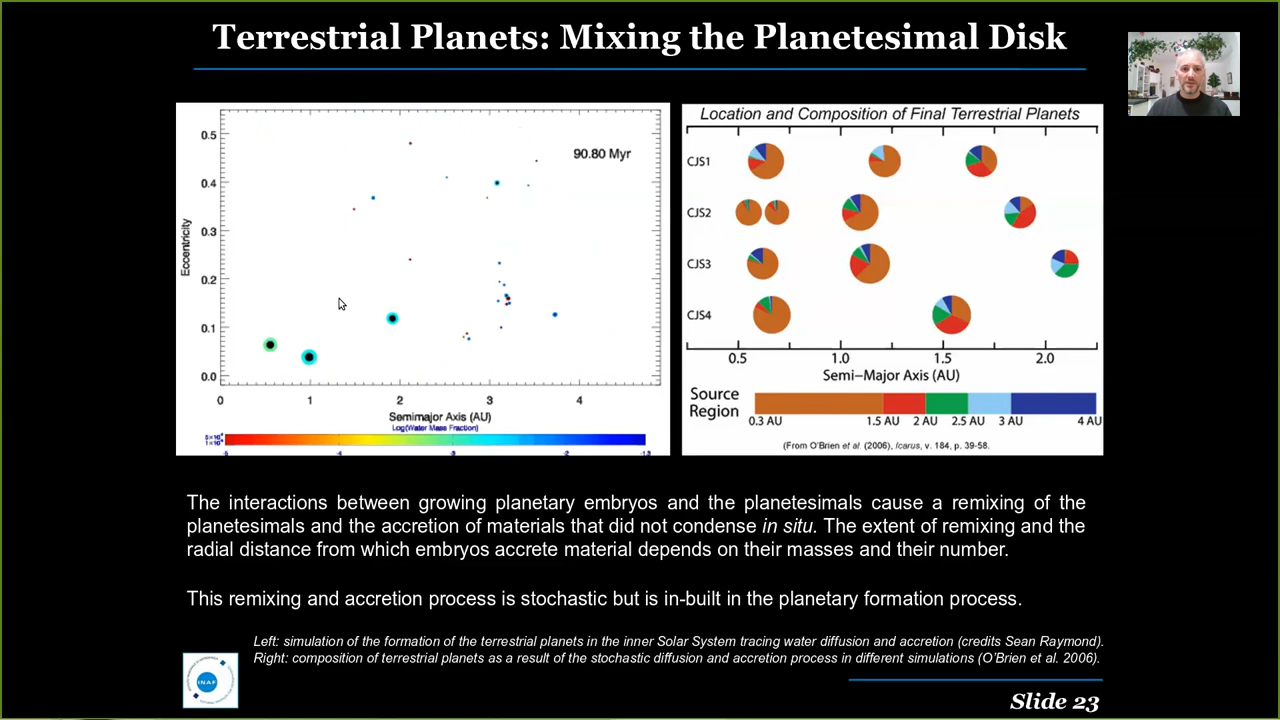 Terrestrial Planets: Mixing the Planetesimal Disk
0.5
90.80 Myr
0.4
0.3
Eccentricity
0.2
0.1
0.0
0 1 2 3 4
Semimajor Axis (AU)
Log(Water Mass Fraction)
-4
-2
Location and Composition of Final Terrestrial Planets
CJS1
CJS2
CJS3
CJS4
0.5 1.0 1.5 2.0
Semi-Major Axis (AU)
Source
Region
0.3 AU 1.5 AU 2 AU 2.5 AU 3 AU 4 AU
(From O'Brien et al. (2006), Icarus, v. 184, p. 39-58.
The interactions between growing planetary embryos and the planetesimals cause a remixing of the
planetesimals and the accretion of materials that did not condense in situ. The extent of remixing and the
radial distance from which embryos accrete material depends on their masses and their number.
This remixing and accretion process is stochastic but is in-built in the planetary formation process.
Left: simulation of the formation of the terrestrial planets in the inner Solar System tracing water diffusion and accretion (credits Sean Raymond).
Right: composition of terrestrial planets as a result of the stochastic diffusion and accretion process in different simulations (O'Brien et al. 2006).
INAF
Slide 23